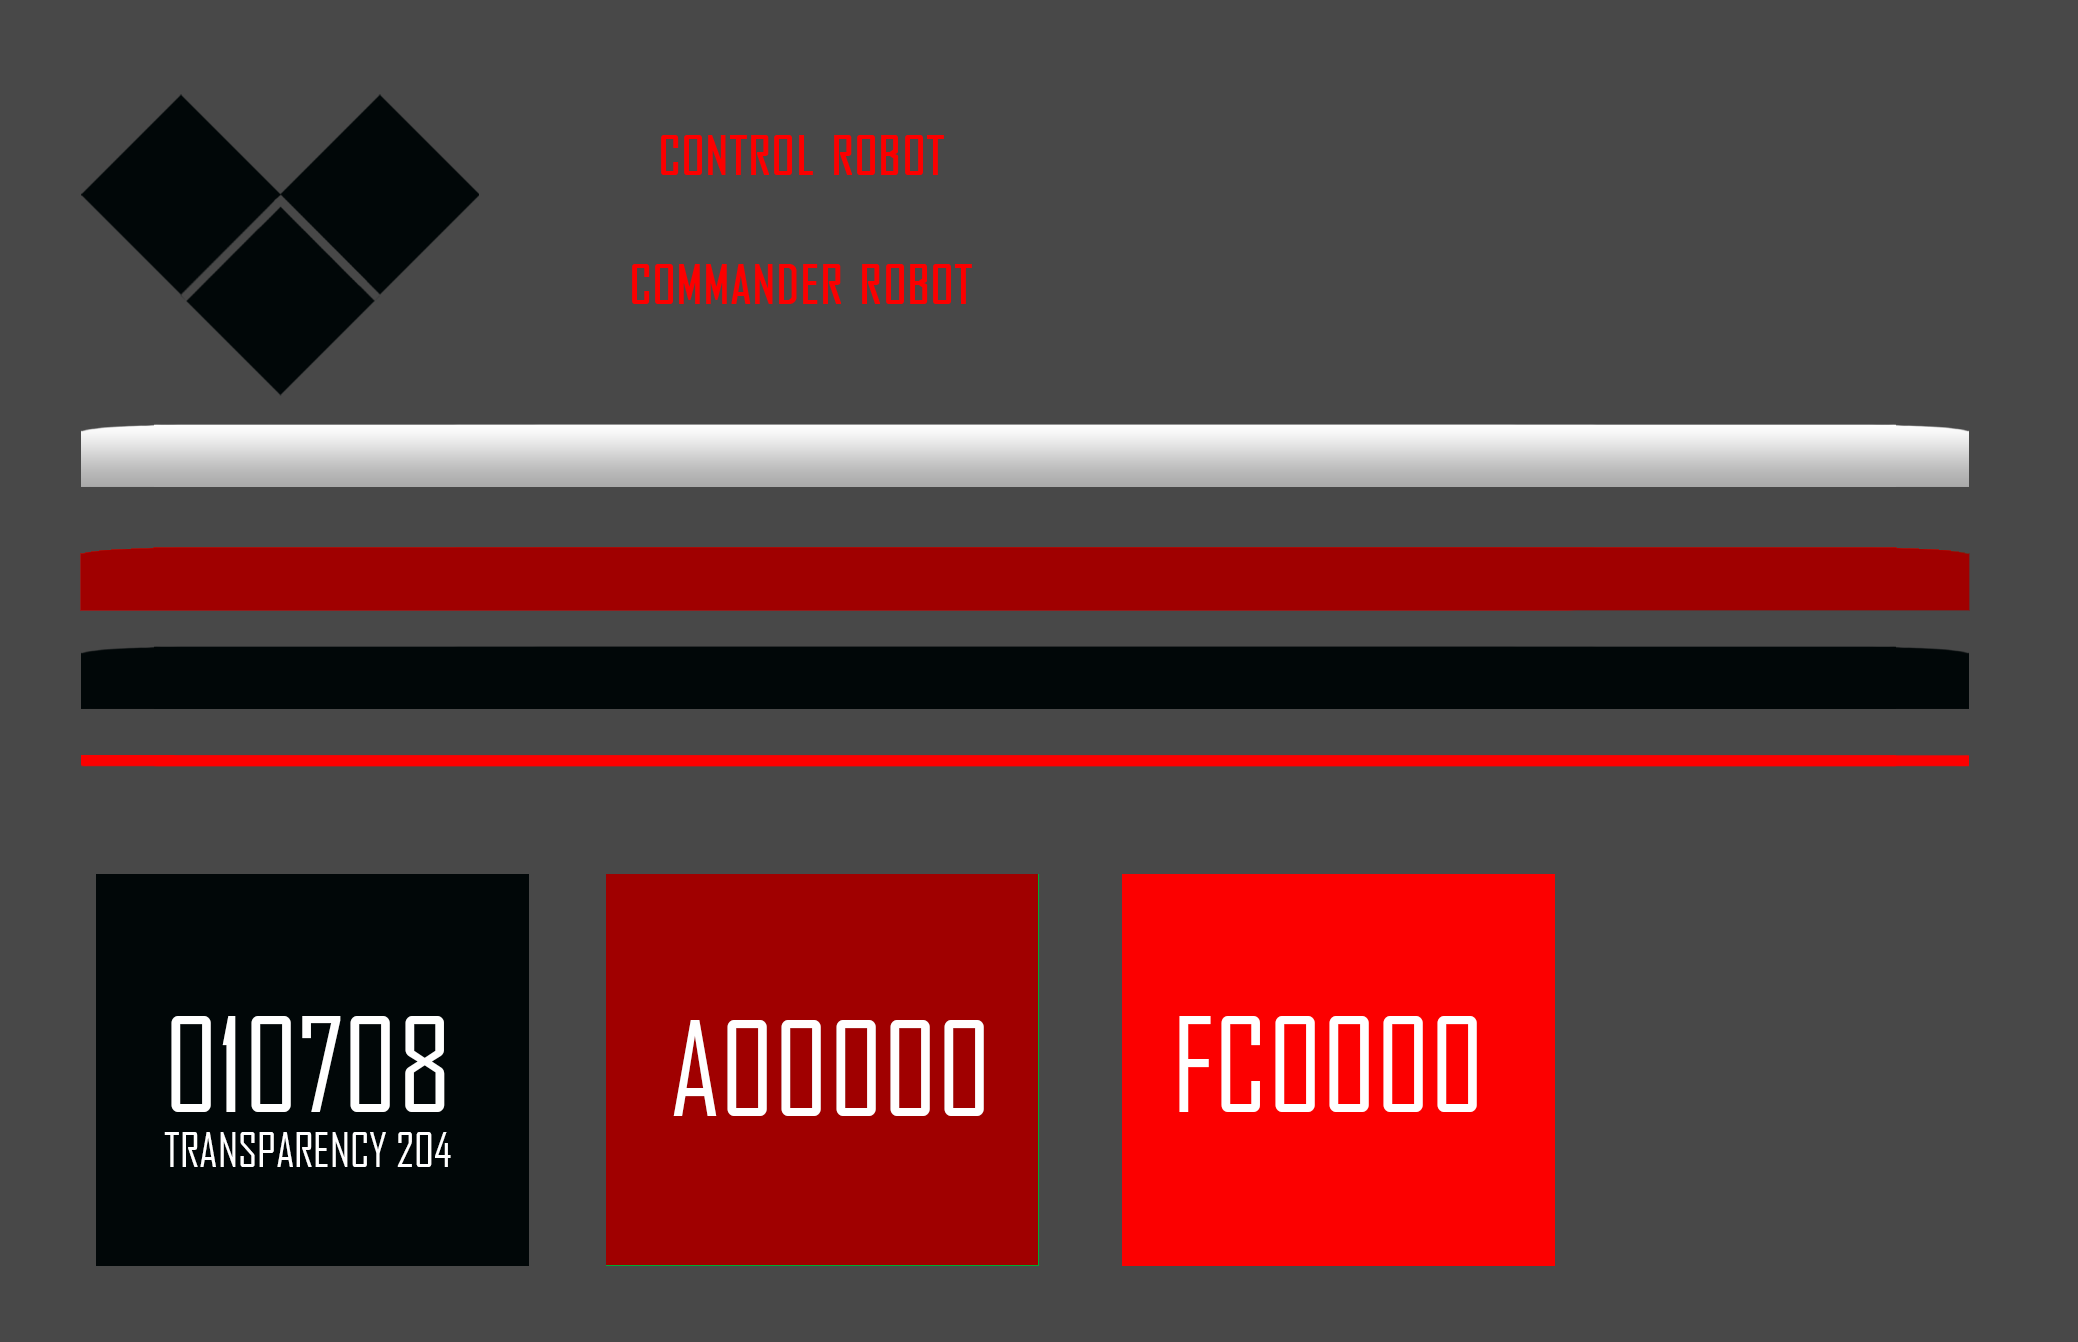 CONTROL ROBOT
COMMANDER ROBOT
010708
TRANSPARENCY 204
A00000
FC0000